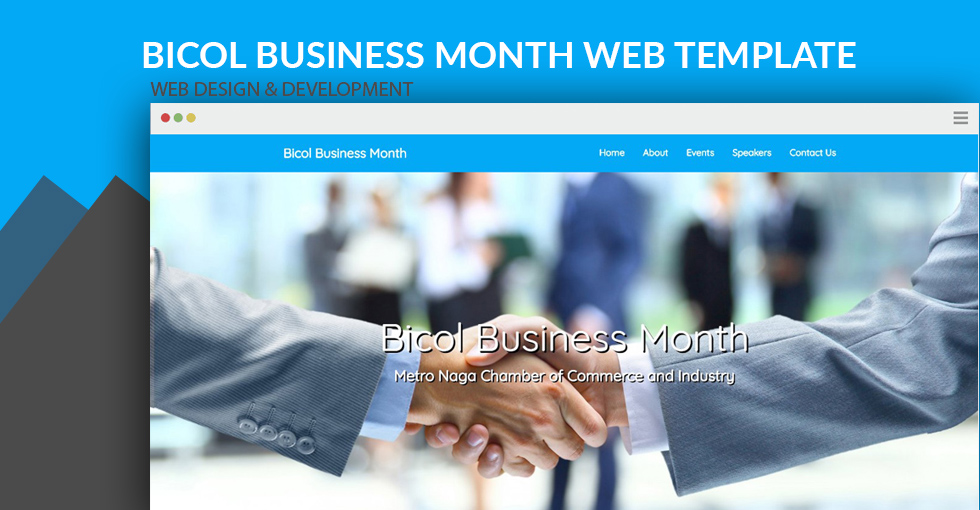 BICOL BUSINESS MONTH WEB TEMPLATE
WEB DESIGN & DEVELOPMENT
Bicol Business Month
Home About Events Speakers Contact Us
Bicol Business Month
Metro Naga Chamber of Commerce and Industry